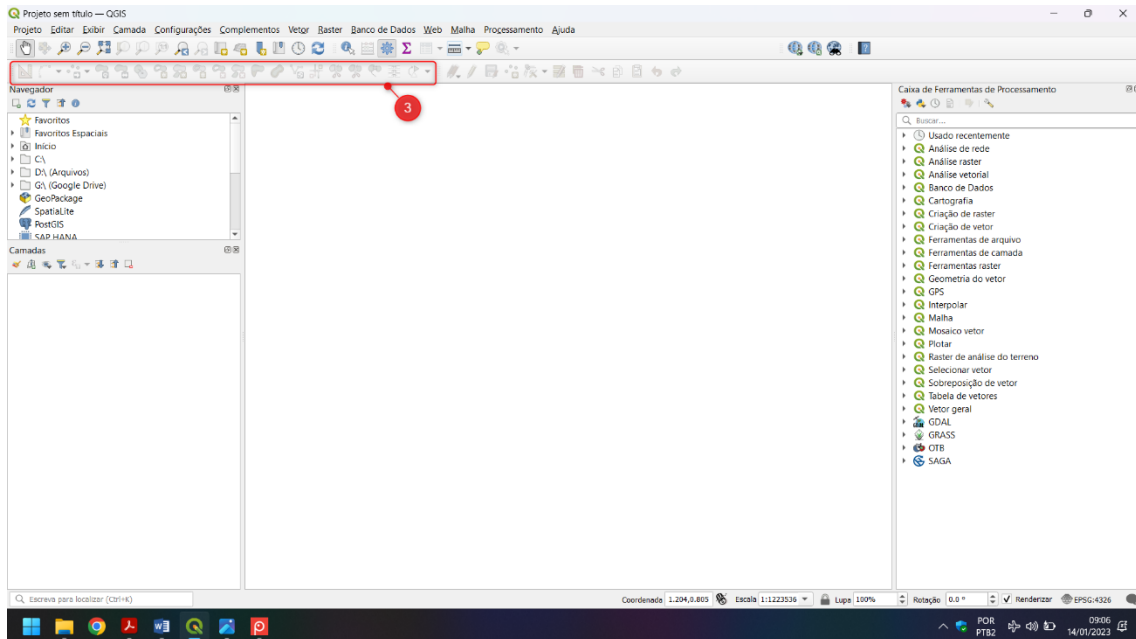 Projeto sem título — QGIS
Projeto Editar Exibir Camada Configurações Complementos Vetor Raster Banco de Dados Web Malha Processamento Ajuda
3
Navegador
Favoritos
Favoritos Espaciais
Início
C:\
D:\ (Arquivos)
G:\ (Google Drive)
GeoPackage
SpatiaLite
PostGIS
SAP HANA
Camadas
Caixa de Ferramentas de Processamento
Buscar...
Usado recentemente
Análise de rede
Análise raster
Análise vetorial
Banco de Dados
Cartografia
Criação de raster
Criação de vetor
Ferramentas de arquivo
Ferramentas de camada
Ferramentas raster
Geometria do vetor
GPS
Interpolar
Malha
Mosaico vetor
Plotar
Raster de análise do terreno
Selecionar vetor
Sobreposição de vetor
Tabela de vetores
Vetor geral
GDAL
GRASS
OTB
SAGA
Escreva para localizar (Ctrl+K) Coordenada 1.204,0.805 Escala 1:1223536 Lupa 100% Rotação 0.0 ° Renderizar EPSG:4326
POR
PTB2
09:06
14/01/2023